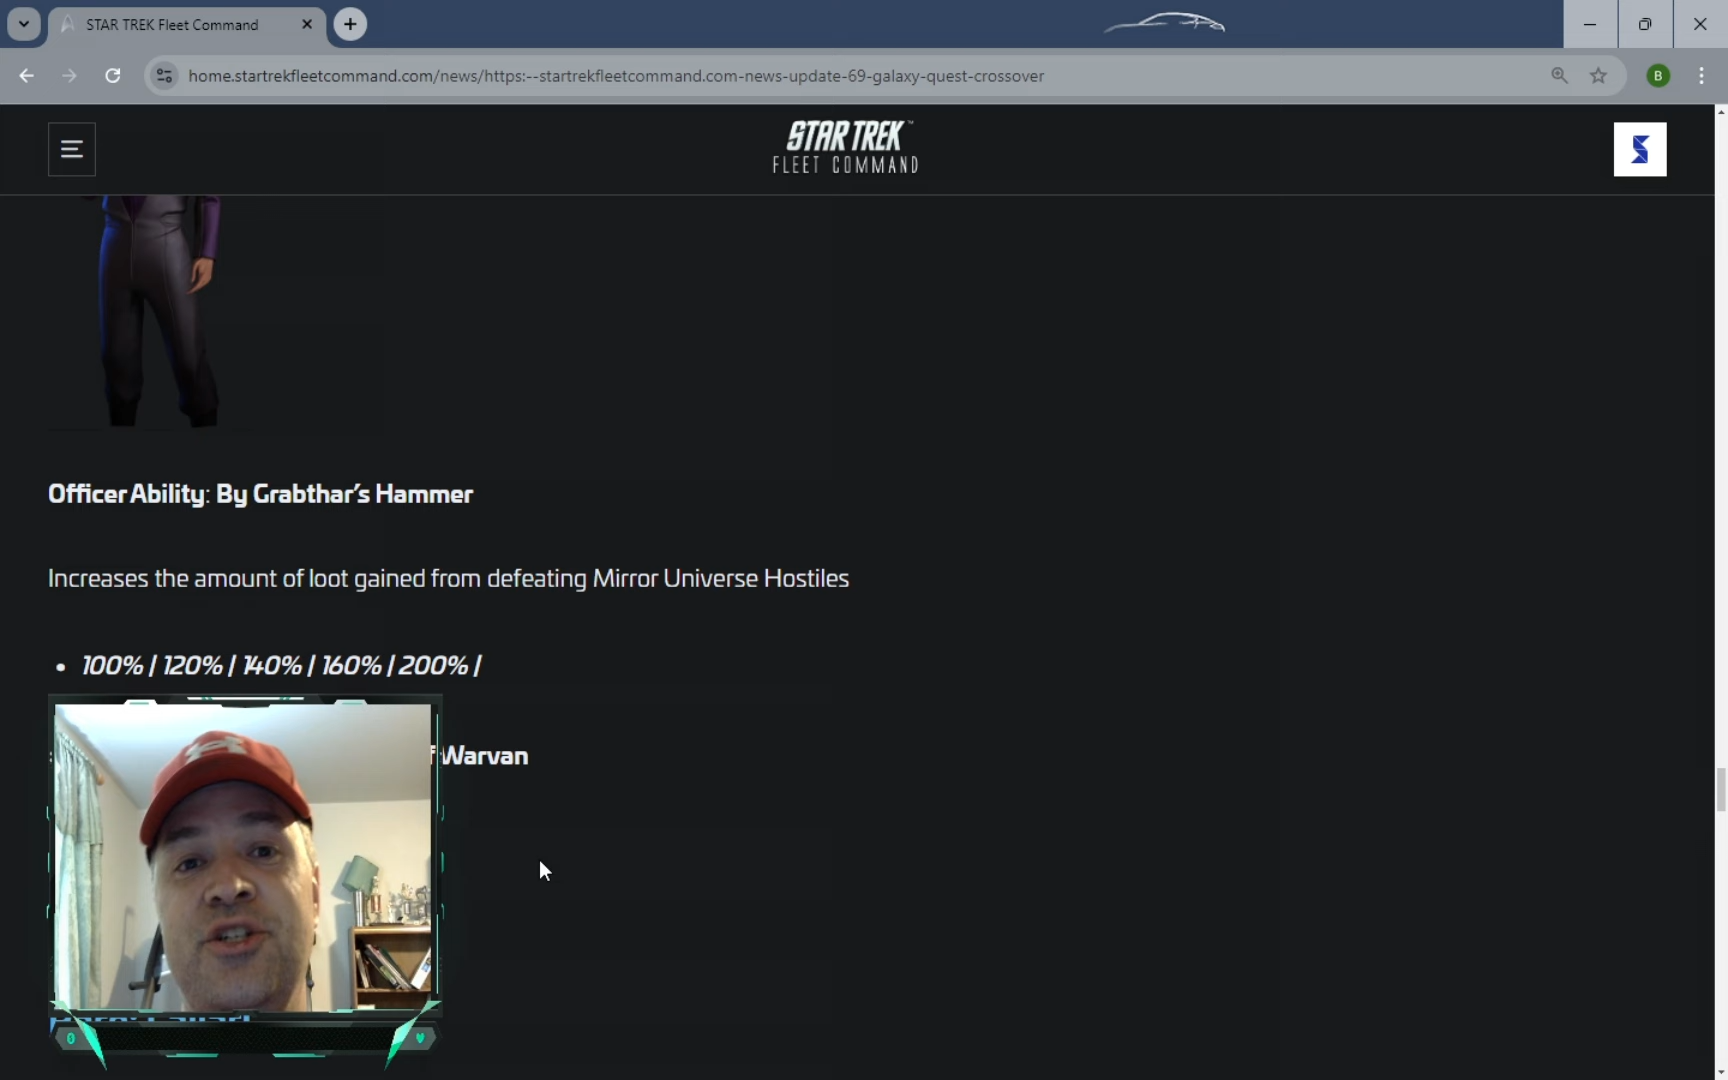 STAR TREK Fleet Command
home.startrekfleetcommand.com/news/https:--startrekfleetcommand.com-news-update-69-galaxy-quest-crossover
B
STAR TREK™
FLEET COMMAND
Officer Ability: By Grabthar's Hammer
Increases the amount of loot gained from defeating Mirror Universe Hostiles
• 100% | 120% | 140% | 160% | 200% |
Warvan
0